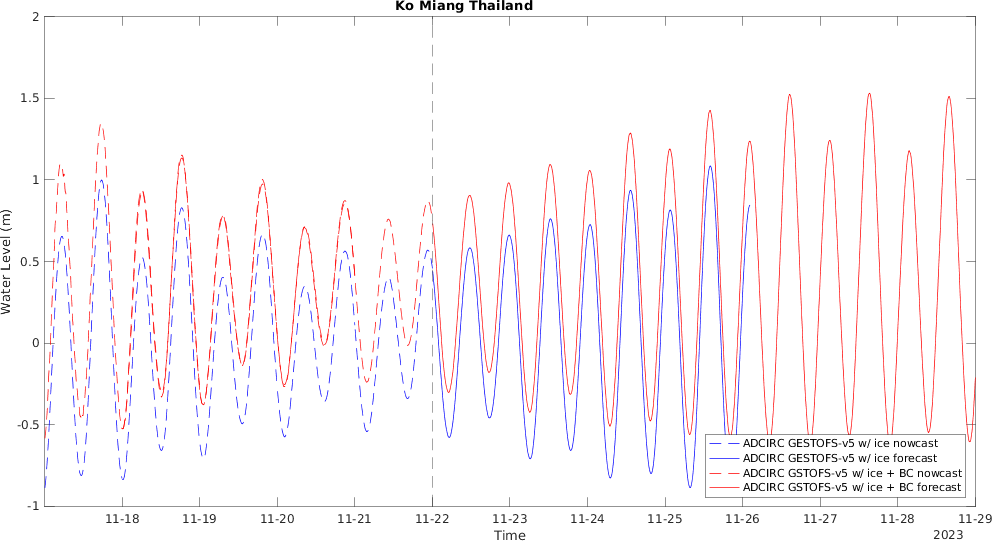 Ko Miang Thailand
2
1.5
1
0.5
0
-0.5
-1
Water Level (m)
ADCIRC GESTOFS-v5 w/ ice nowcast
ADCIRC GESTOFS-v5 w/ ice forecast
ADCIRC GSTOFS-v5 w/ ice + BC nowcast
ADCIRC GSTOFS-v5 w/ ice + BC forecast
11-18 11-19 11-20 11-21 11-22 11-23 11-24 11-25 11-26 11-27 11-28 11-29
Time
2023